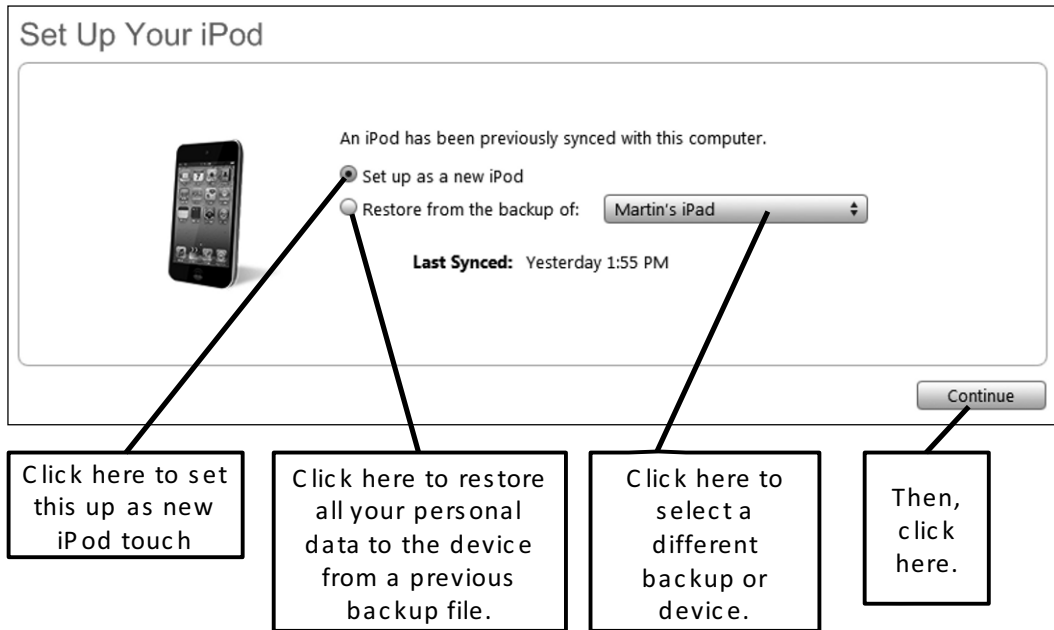 Set Up Your iPod
An iPod has been previously synced with this computer.
Set up as a new iPod
Restore from the backup of: Martin's iPad
Last Synced: Yesterday 1:55 PM
Continue
Click here to set
this up as new
iPod touch
Click here to restore
all your personal
data to the device
from a previous
backup file.
Click here to
select a
different
backup or
device.
Then,
click
here.